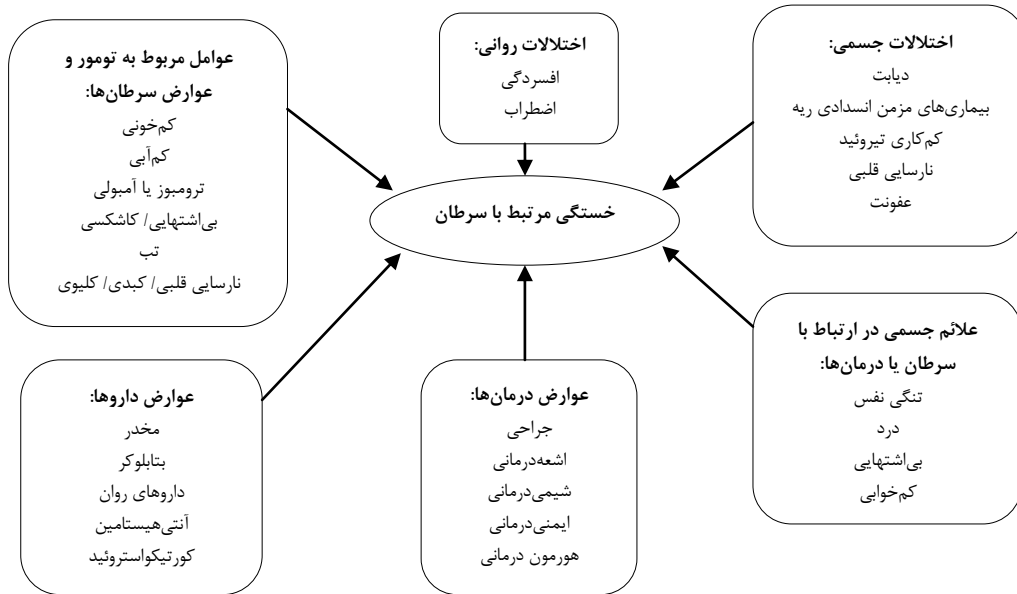 اختلالات جسمی:
دیابت
بیماری‌های مزمن انسدادی ریه
کم‌کاری تیروئید
نارسایی قلبی
عفونت
اختلالات روانی:
افسردگی
اضطراب
عوامل مربوط به تومور و
عوارض سرطان‌ها:
کم‌خونی
کم‌آبی
ترومبوز یا آمبولی
بی‌اشتهایی/ کاشکسی
تب
نارسایی قلبی/ کبدی/ کلیوی
خستگی مرتبط با سرطان
علائم جسمی در ارتباط با
سرطان یا درمان‌ها:
تنگی نفس
درد
بی‌اشتهایی
کم‌خوابی
عوارض درمان‌ها:
جراحی
اشعه‌درمانی
شیمی‌درمانی
ایمنی‌درمانی
هورمون درمانی
عوارض داروها:
مخدر
بتابلوکر
داروهای روان
آنتی‌هیستامین
کورتیکواستروئید